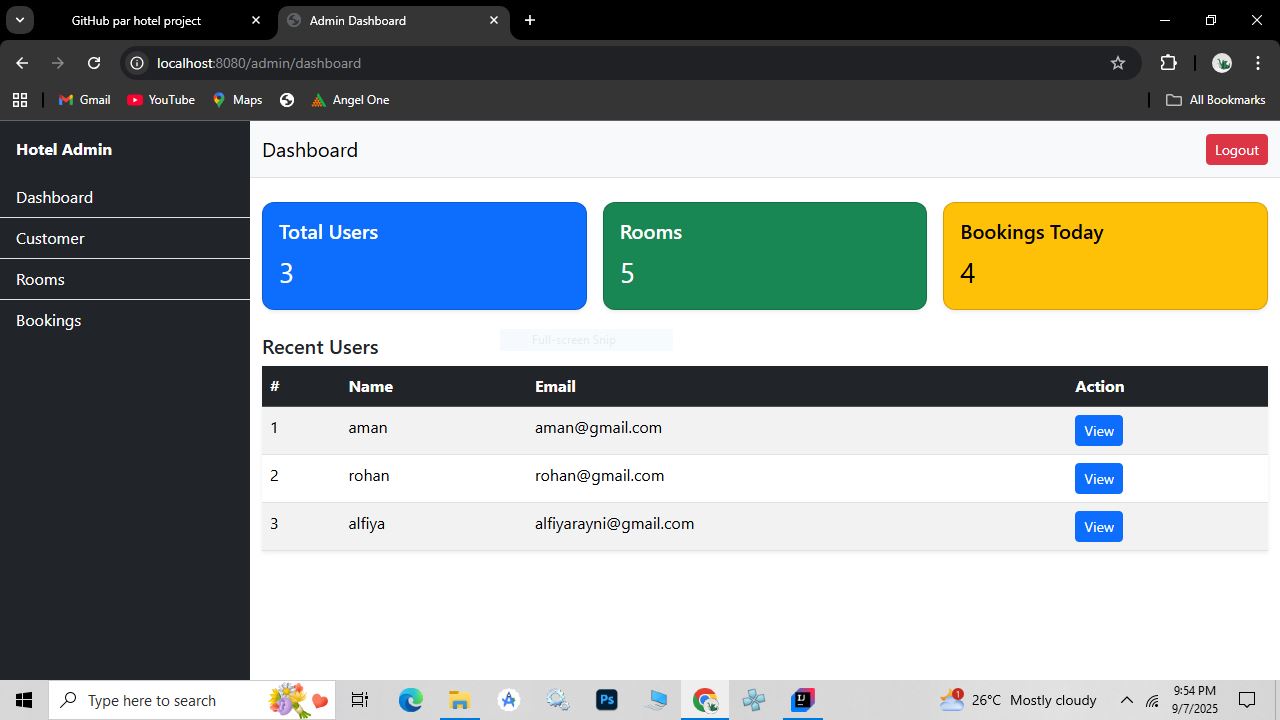 GitHub par hotel project
Admin Dashboard
localhost:8080/admin/dashboard
Gmail YouTube Maps Angel One All Bookmarks
Hotel Admin
Dashboard
Customer
Rooms
Bookings
Dashboard Logout
Total Users
3
Rooms
5
Bookings Today
4
Full-screen Snip
Recent Users
# Name Email Action
1 aman aman@gmail.com View
2 rohan rohan@gmail.com View
3 alfiya alfiyarayni@gmail.com View
Type here to search
Ps
IJ
1
26°C Mostly cloudy
9:54 PM
9/7/2025